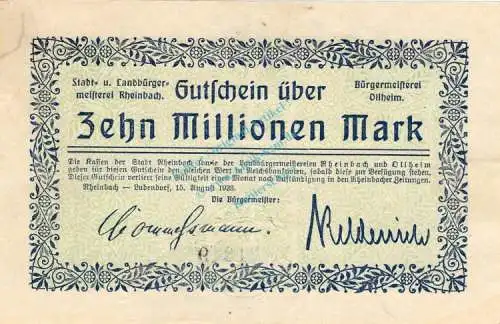 Stadt- u. Landbürger-
meisterei Rheinbach.
Gutschein über
Bürgermeisterei
Ollheim.
Zehn Millionen Mark
Die Kassen der Stadt Rheinbach sowie der Landbürgermeistereien Rheinbach und Ollheim
geben für diesen Gutschein den gleichen Wert in Reichsbanknoten, sobald diese zur Verfügung stehen.
Dieser Gutschein verliert seine Gültigkeit einen Monat nach Aufkündigung in den Rheinbacher Zeitungen.
Rheinbach – Ludendorf, 15. August 1923.
Die Bürgermeister: